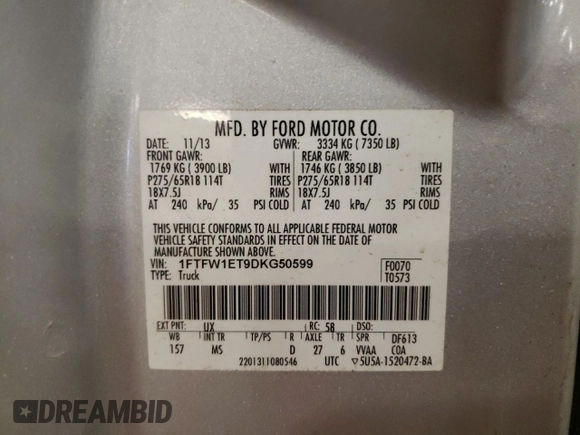 MFD. BY FORD MOTOR CO.
DATE: 11/13 GVWR: 3334 KG ( 7350 LB)
FRONT GAWR: REAR GAWR:
1769 KG ( 3900 LB) WITH 1746 KG ( 3850 LB) WITH
P275/65R18 114T TIRES P275/65R18 114T TIRES
18X7.5J RIMS 18X7.5J RIMS
AT 240 kPa/ 35 PSI COLD AT 240 kPa/ 35 PSI COLD
THIS VEHICLE CONFORMS TO ALL APPLICABLE FEDERAL MOTOR
VEHICLE SAFETY STANDARDS IN EFFECT ON THE DATE OF
MANUFACTURE SHOWN ABOVE.
VIN: 1FTFW1ET9DKG50599 F0070
TYPE: Truck T0573
EXT PNT: UX RC: 58 DSO:
WB INT TR TP/PS R AXLE TR SPR DF613
157 MS D 27 6 VVAA COA
2201311080546 UTC ▽5U5A-1520472-BA
DREAMBID